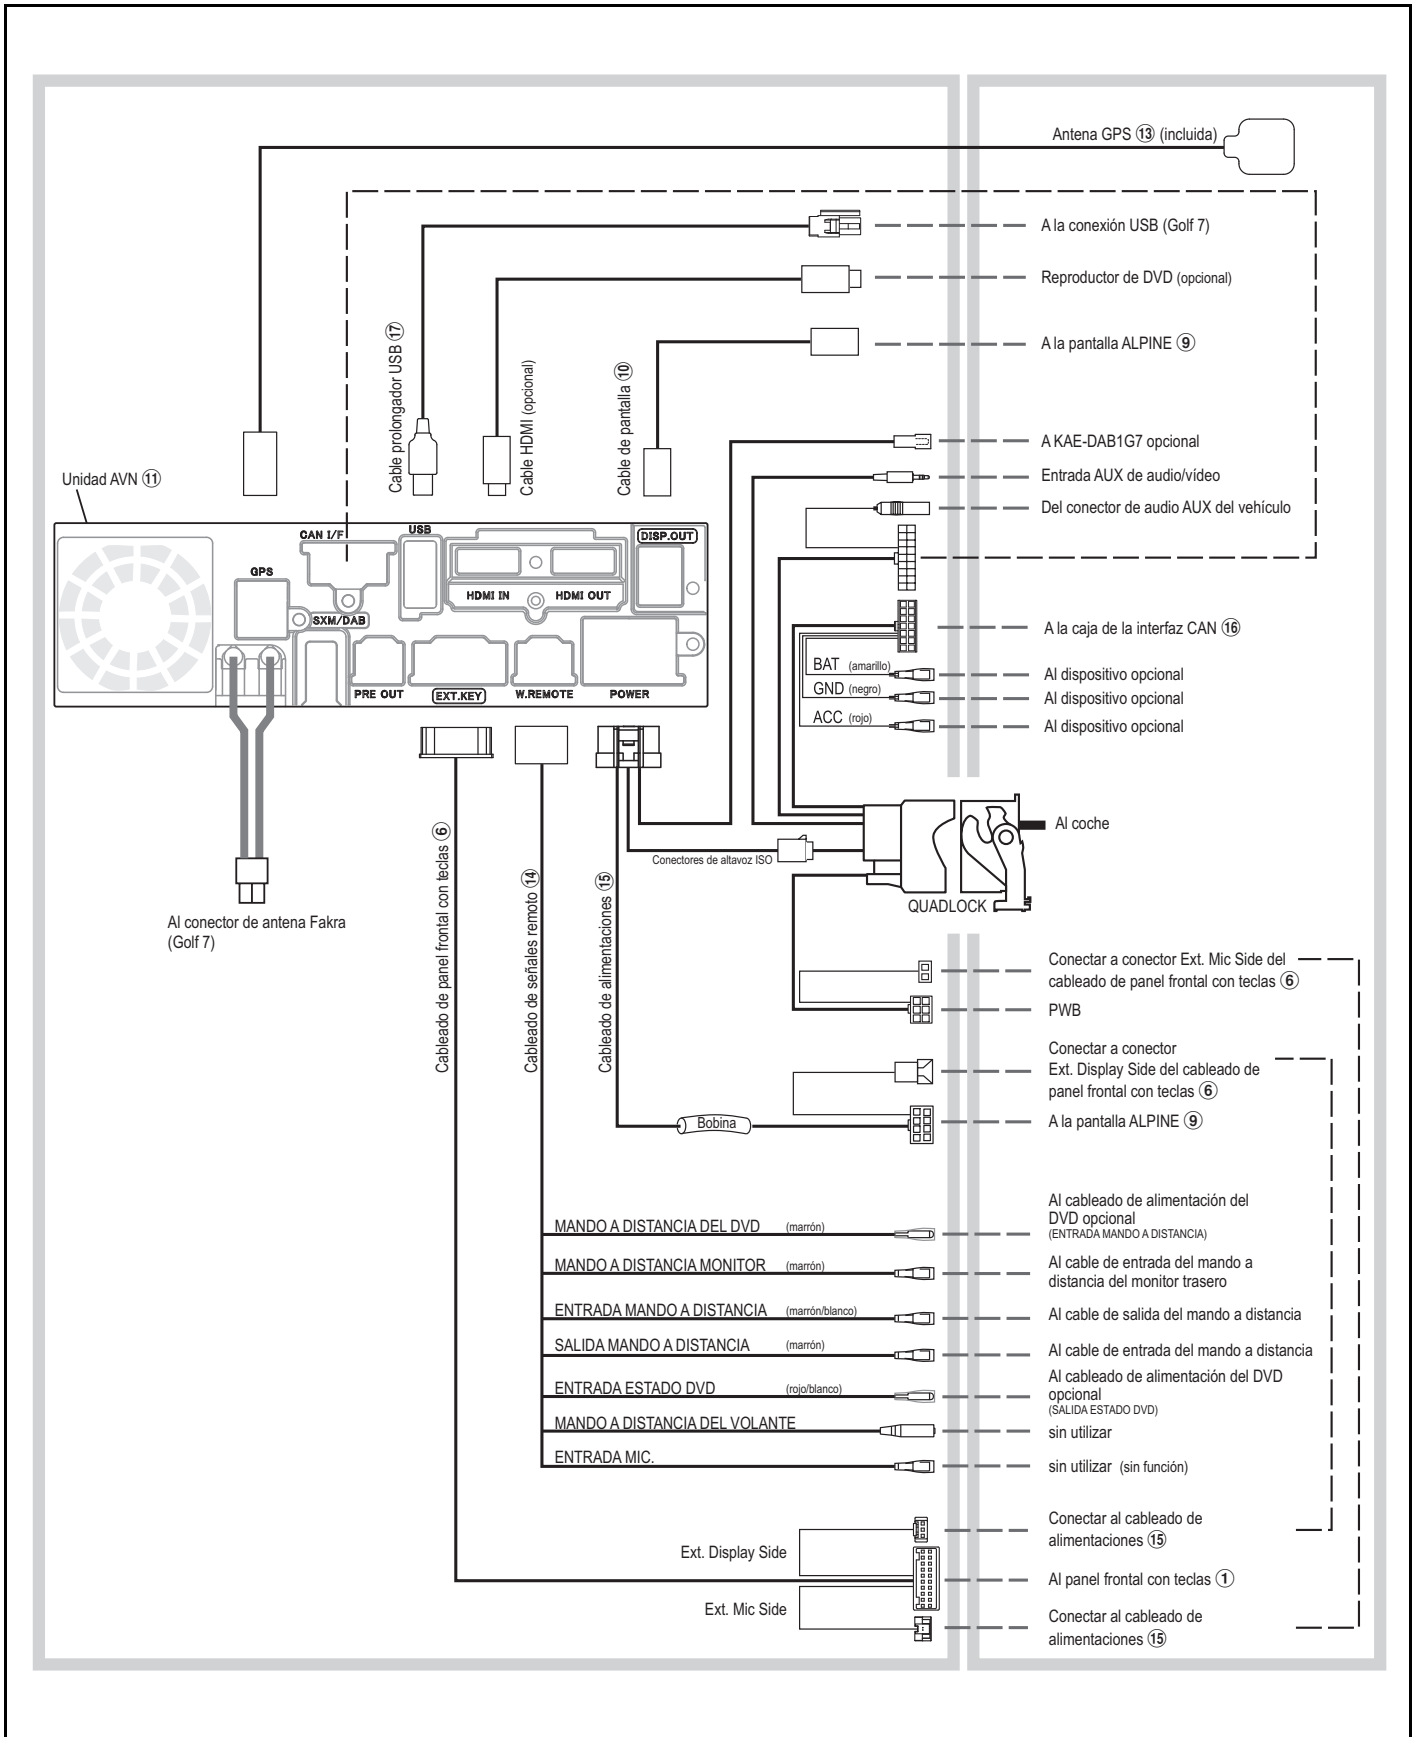 Antena GPS ⑬ (incluida)
A la conexión USB (Golf 7)
Reproductor de DVD (opcional)
A la pantalla ALPINE ⑨
Cable prolongador USB ⑰
Cable HDMI (opcional)
Cable de pantalla ⑩
A KAE-DAB1G7 opcional
Entrada AUX de audio/vídeo
Del conector de audio AUX del vehículo
Unidad AVN ⑪
CAN I/F
USB
DISP.OUT
GPS
HDMI IN
HDMI OUT
SXM/DAB
PRE OUT
EXT.KEY
W.REMOTE
POWER
A la caja de la interfaz CAN ⑯
BAT (amarillo)
Al dispositivo opcional
GND (negro)
Al dispositivo opcional
ACC (rojo)
Al dispositivo opcional
Al coche
Conectores de altavoz ISO
QUADLOCK
Al conector de antena Fakra
(Golf 7)
Cableado de panel frontal con teclas ⑥
Cableado de señales remoto ⑭
Cableado de alimentaciones ⑮
Conectar a conector Ext. Mic Side del
cableado de panel frontal con teclas ⑥
PWB
Conectar a conector
Ext. Display Side del cableado de
panel frontal con teclas ⑥
Bobina
A la pantalla ALPINE ⑨
MANDO A DISTANCIA DEL DVD (marrón)
Al cableado de alimentación del
DVD opcional
(ENTRADA MANDO A DISTANCIA)
MANDO A DISTANCIA MONITOR (marrón)
Al cable de entrada del mando a
distancia del monitor trasero
ENTRADA MANDO A DISTANCIA (marrón/blanco)
Al cable de salida del mando a distancia
SALIDA MANDO A DISTANCIA (marrón)
Al cable de entrada del mando a distancia
ENTRADA ESTADO DVD (rojo/blanco)
Al cableado de alimentación del DVD
opcional
(SALIDA ESTADO DVD)
MANDO A DISTANCIA DEL VOLANTE
sin utilizar
ENTRADA MIC.
sin utilizar (sin función)
Conectar al cableado de
alimentaciones ⑮
Ext. Display Side
Al panel frontal con teclas ①
Ext. Mic Side
Conectar al cableado de
alimentaciones ⑮